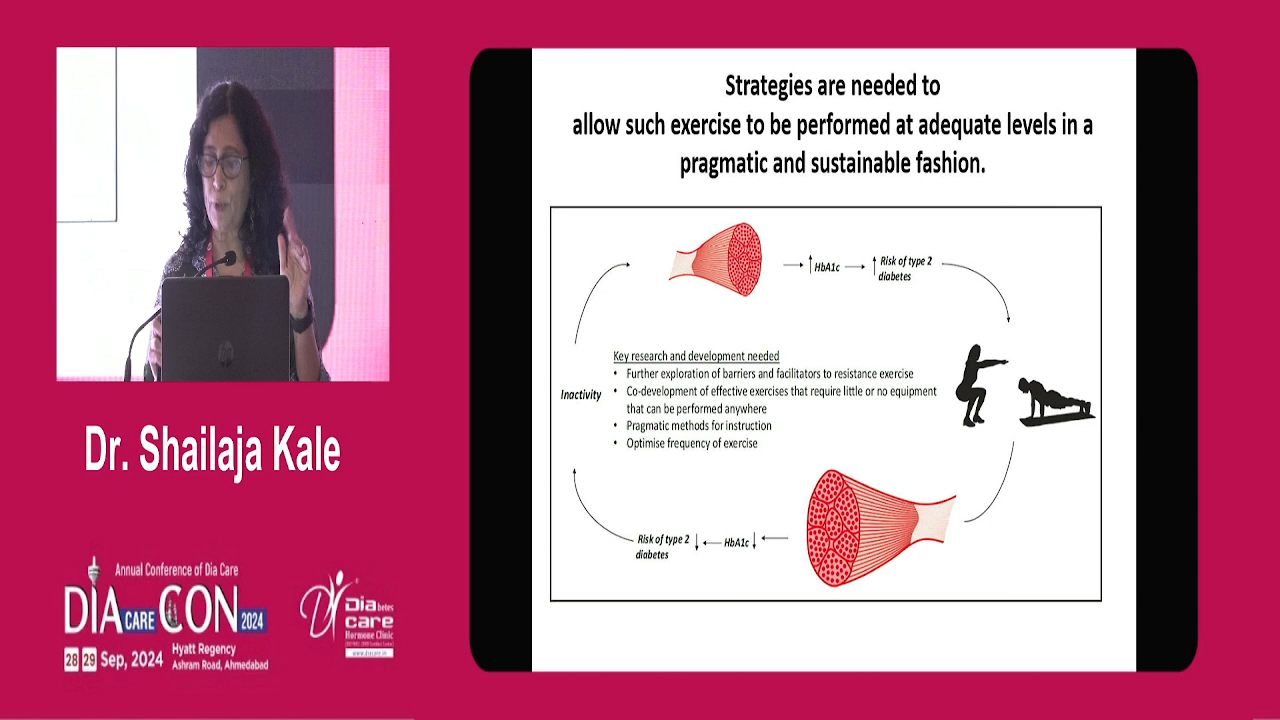 Strategies are needed to
allow such exercise to be performed at adequate levels in a
pragmatic and sustainable fashion.
↑ HbA1c → ↑ Risk of type 2
diabetes
Key research and development needed
• Further exploration of barriers and facilitators to resistance exercise
• Co-development of effective exercises that require little or no equipment
that can be performed anywhere
• Pragmatic methods for instruction
• Optimise frequency of exercise
Inactivity
Risk of type 2 ↓ ← HbA1c ↓
diabetes
Dr. Shailaja Kale
Annual Conference of Dia Care
DIA CARE CON 2024
28 29 Sep, 2024
Hyatt Regency
Ashram Road, Ahmedabad
Diabetes
care
Hormone Clinic
www.diacare.in
hp